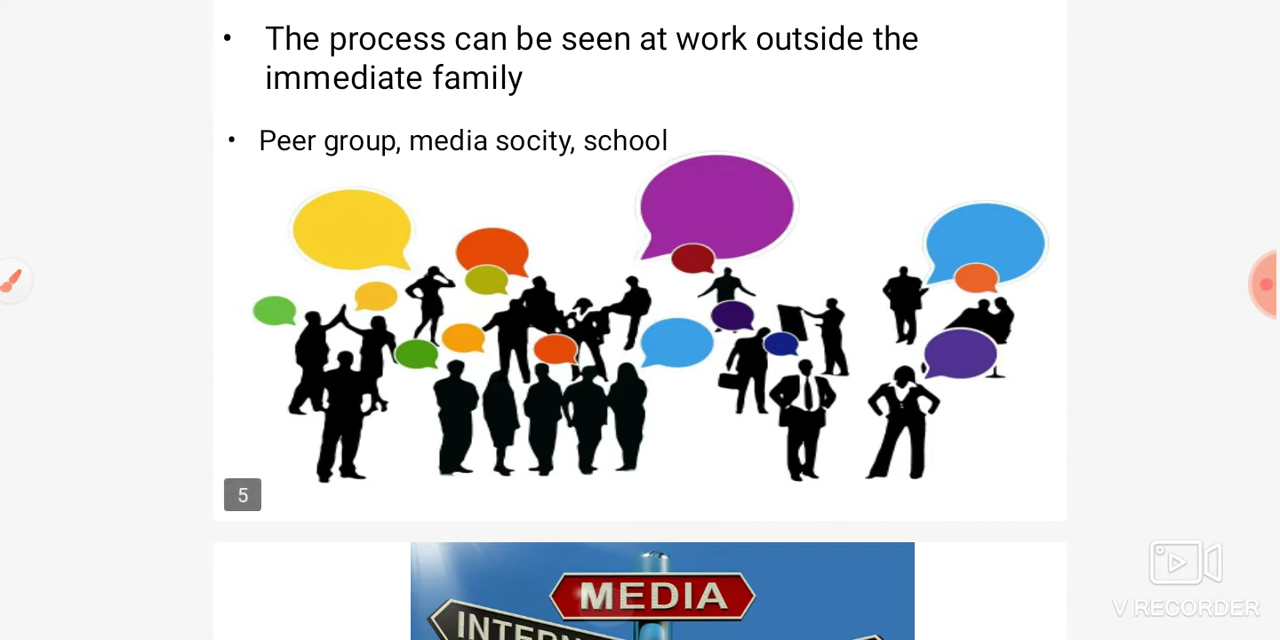 • The process can be seen at work outside the
immediate family
• Peer group, media socity, school
5
MEDIA
V RECORDER